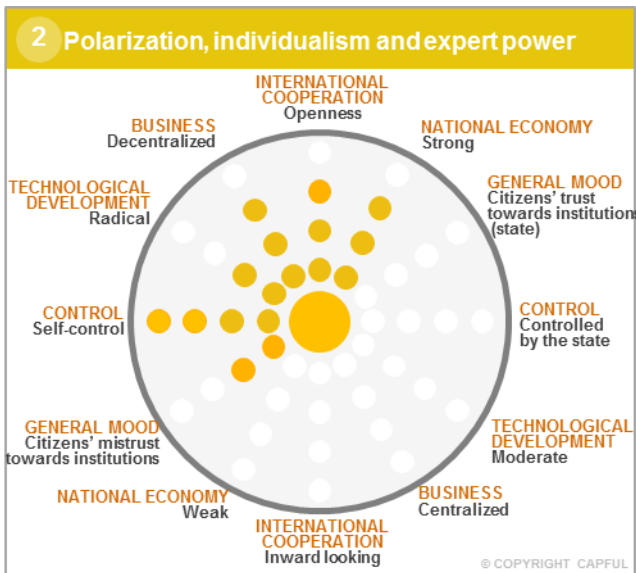 2 Polarization, individualism and expert power
INTERNATIONAL
COOPERATION
Openness
BUSINESS
Decentralized
NATIONAL ECONOMY
Strong
TECHNOLOGICAL
DEVELOPMENT
Radical
GENERAL MOOD
Citizens' trust
towards institution
(state)
CONTROL
Self-control
CONTROL
Controlled
by the state
GENERAL MOOD
Citizens' mistrust
towards institutions
TECHNOLOGICAL
DEVELOPMENT
Moderate
NATIONAL ECONOMY
Weak
BUSINESS
Centralized
INTERNATIONAL
COOPERATION
Inward looking
© COPYRIGHT CAPFUL